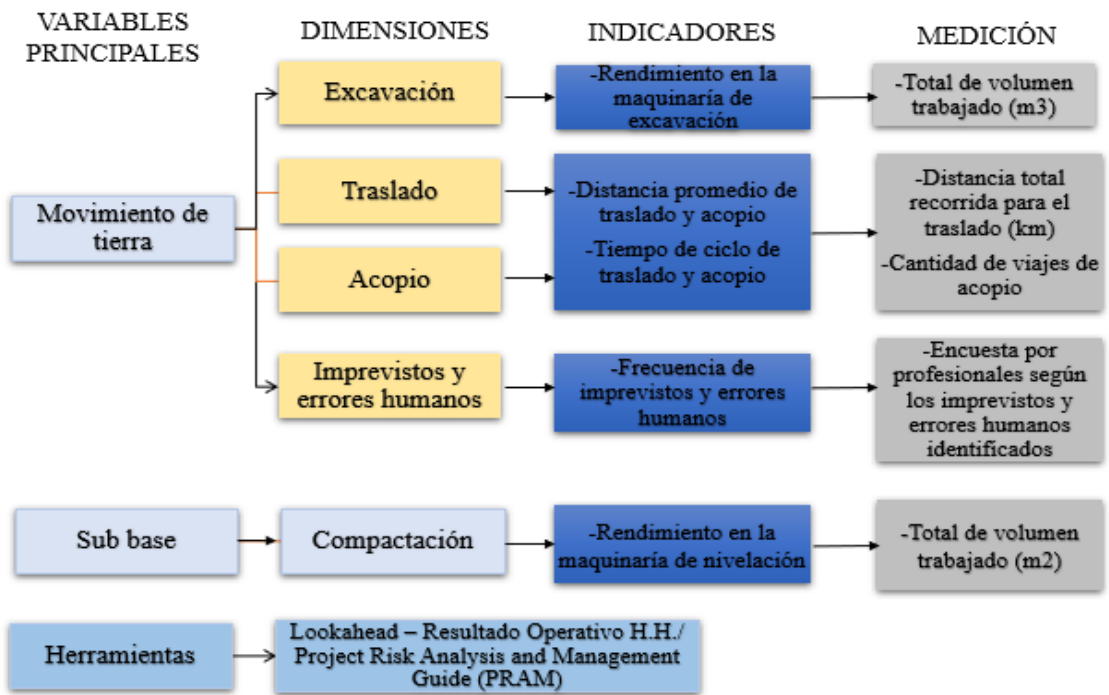 VARIABLES
PRINCIPALES
DIMENSIONES
INDICADORES
MEDICIÓN
Movimiento de
tierra
Excavación
-Rendimiento en la
maquinaría de
excavación
-Total de volumen
trabajado (m3)
Traslado
Acopio
-Distancia promedio de
traslado y acopio
-Tiempo de ciclo de
traslado y acopio
-Distancia total
recorrida para el
traslado (km)
-Cantidad de viajes de
acopio
Imprevistos y
errores humanos
-Frecuencia de
imprevistos y errores
humanos
-Encuesta por
profesionales según
los imprevistos y
errores humanos
identificados
Sub base
Compactación
-Rendimiento en la
maquinaría de nivelación
-Total de volumen
trabajado (m2)
Herramientas
Lookahead – Resultado Operativo H.H./
Project Risk Analysis and Management
Guide (PRAM)